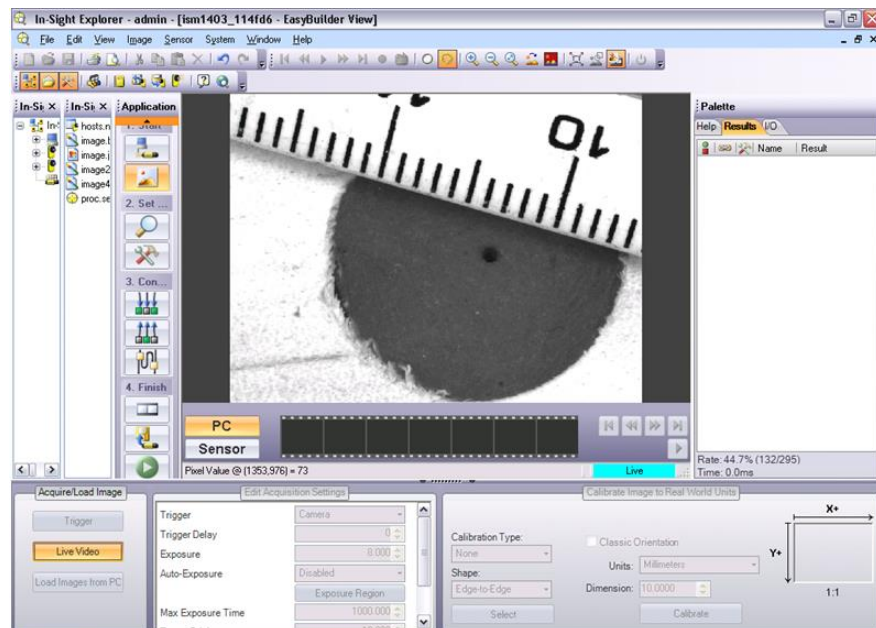 In-Sight Explorer - admin - [ism1403_114fd6 - EasyBuilder View]
File Edit View Image Sensor System Window Help
In-Si × In-Si × Application
In-
hosts.n
image.b
image.j
image2
image4
proc.se
1. Start
2. Set ...
3. Con...
4. Finish
10
PC
Sensor
Pixel Value @ (1353,976) = 73
Live
Palette
Help Results I/O
Name Result
Rate: 44.7% (132/295)
Time: 0.0ms
Acquire/Load Image
Trigger
Live Video
Load Images from PC
Edit Acquisition Settings
Trigger Camera
Trigger Delay 0
Exposure 8.000
Auto-Exposure Disabled
Exposure Region
Max Exposure Time 1000.000
Calibrate Image to Real World Units
Calibration Type:
None
Shape:
Edge-to-Edge
Select
Classic Orientation
Units: Millimeters
Dimension: 10.0000
Calibrate
X+
Y+
1:1